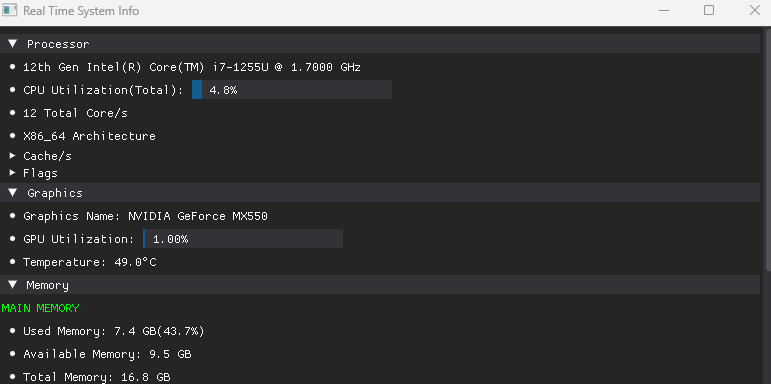 Real Time System Info
Processor
12th Gen Intel(R) Core(TM) i7-1255U @ 1.7000 GHz
CPU Utilization(Total): 4.8%
12 Total Core/s
X86_64 Architecture
Cache/s
Flags
Graphics
Graphics Name: NVIDIA GeForce MX550
GPU Utilization: 1.00%
Temperature: 49.0°C
Memory
MAIN MEMORY
Used Memory: 7.4 GB(43.7%)
Available Memory: 9.5 GB
Total Memory: 16.8 GB